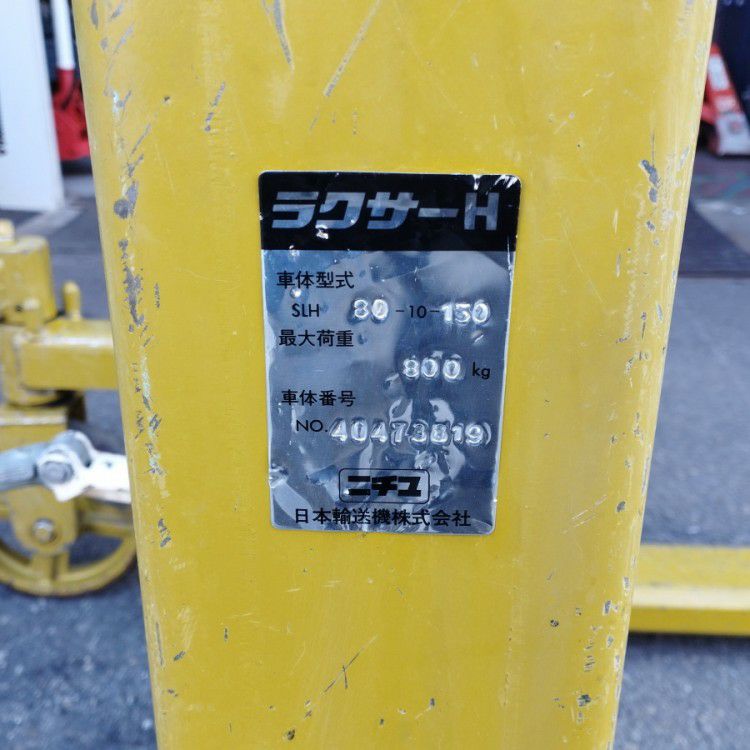 ラクサーH
車体型式
SLH 80-10-150
最大荷重
800 kg
車体番号
NO. 40473819)
ニチユ
日本輸送機株式会社